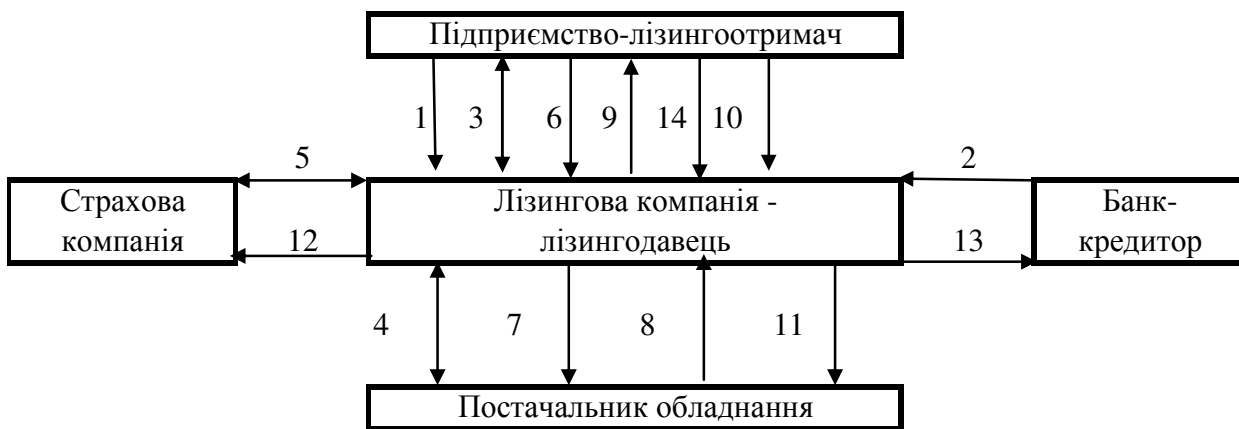 Підприємство-лізингоотримач
1 3 6 9 14 10
5 2
Страхова
компанія
Лізингова компанія -
лізингодавець
Банк-
кредитор
12 13
4 7 8 11
Постачальник обладнання